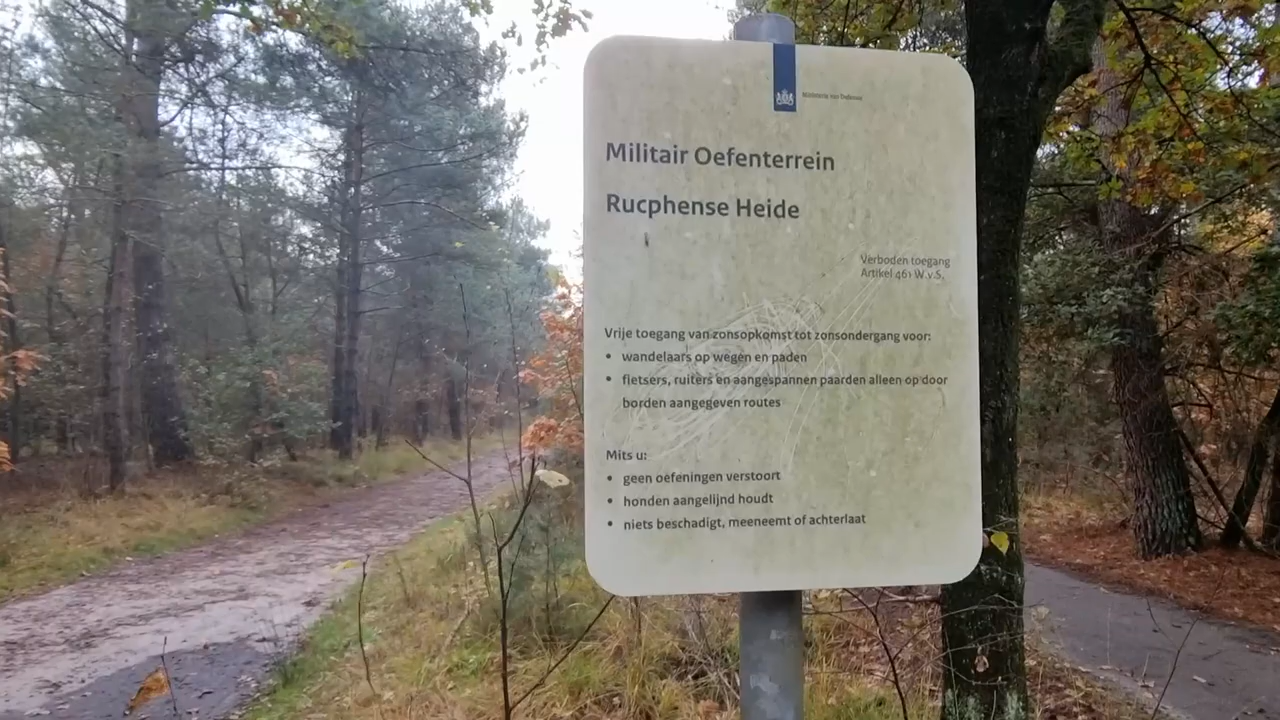 Ministerie van Defensie
Militair Oefenterrein
Rucphense Heide
Verboden toegang
Artikel 461 W.v.S.
Vrije toegang van zonsopkomst tot zonsondergang voor:
• wandelaars op wegen en paden
• fietsers, ruiters en aangespannen paarden alleen op door
borden aangegeven routes
Mits u:
• geen oefeningen verstoort
• honden aangelijnd houdt
• niets beschadigt, meeneemt of achterlaat